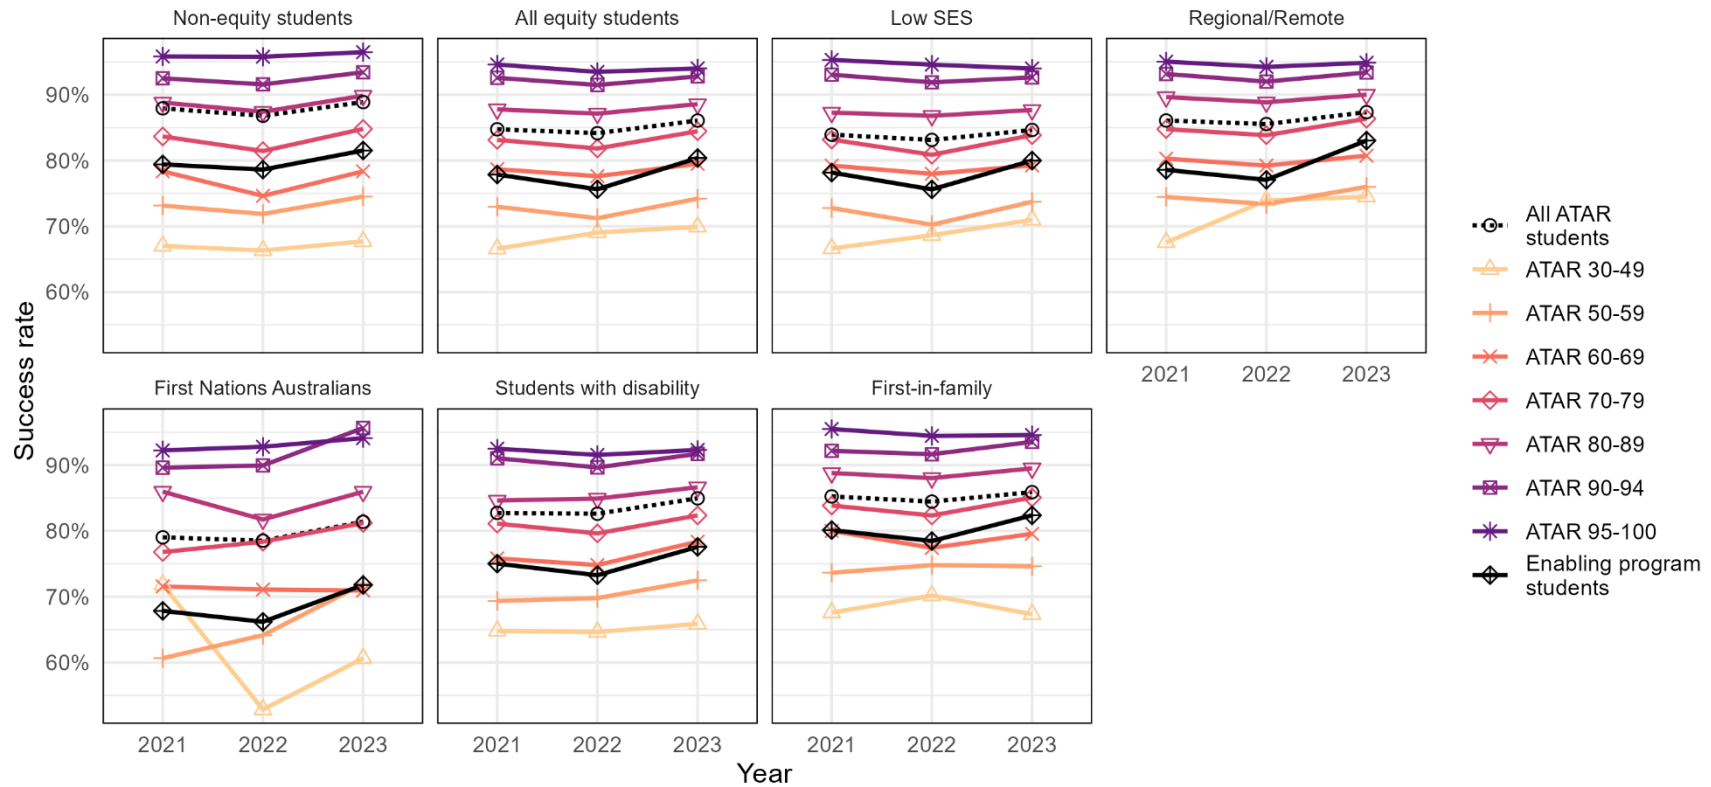 Non-equity students
All equity students
Low SES
Regional/Remote
90%
80%
70%
60%
2021
2022
2023
First Nations Australians
Students with disability
First-in-family
90%
80%
70%
60%
2021
2022
2023
2021
2022
2023
2021
2022
2023
Success rate
Year
All ATAR
students
ATAR 30-49
ATAR 50-59
ATAR 60-69
ATAR 70-79
ATAR 80-89
ATAR 90-94
ATAR 95-100
Enabling program
students